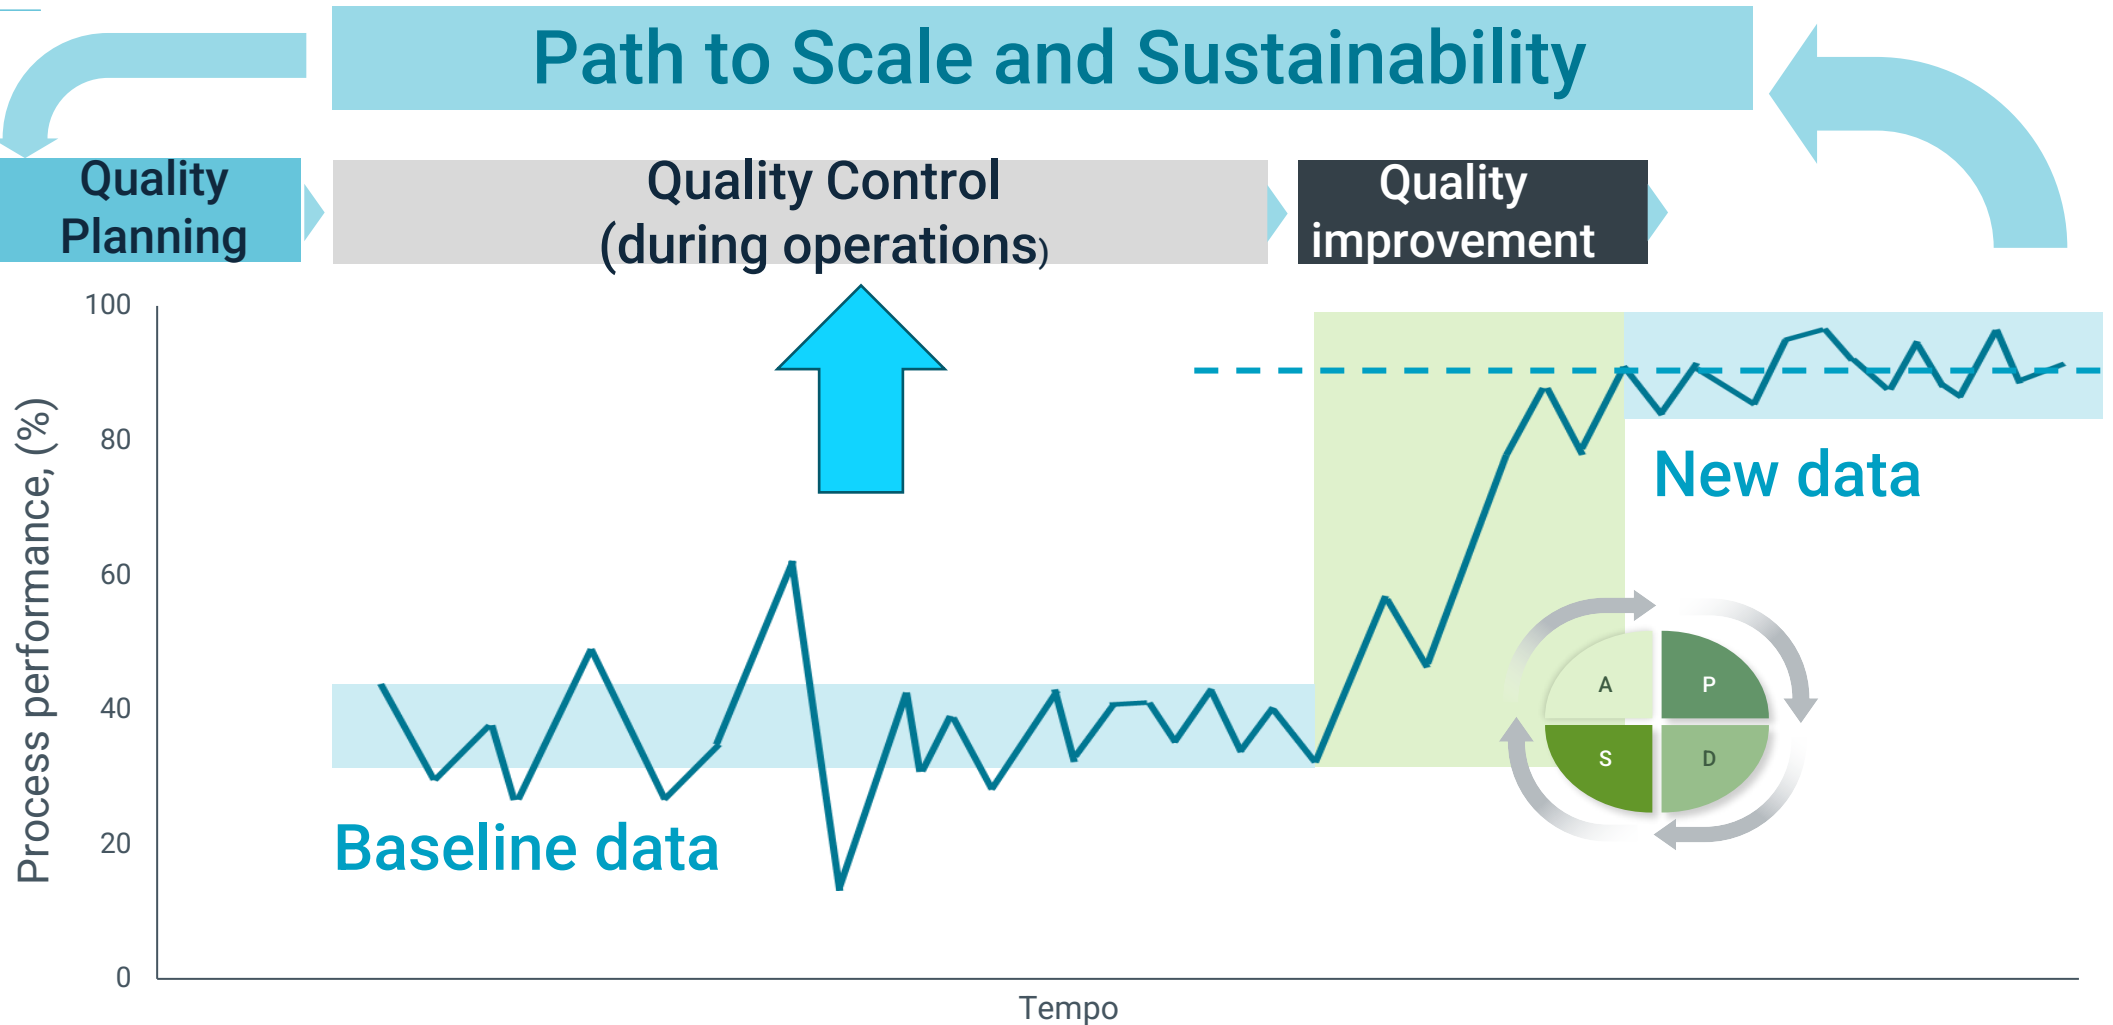 Path to Scale and Sustainability
Quality
Planning
Quality Control
(during operations)
Quality
improvement
100
80
60
40
20
0
Process performance, (%)
New data
Baseline data
A
P
S
D
Tempo